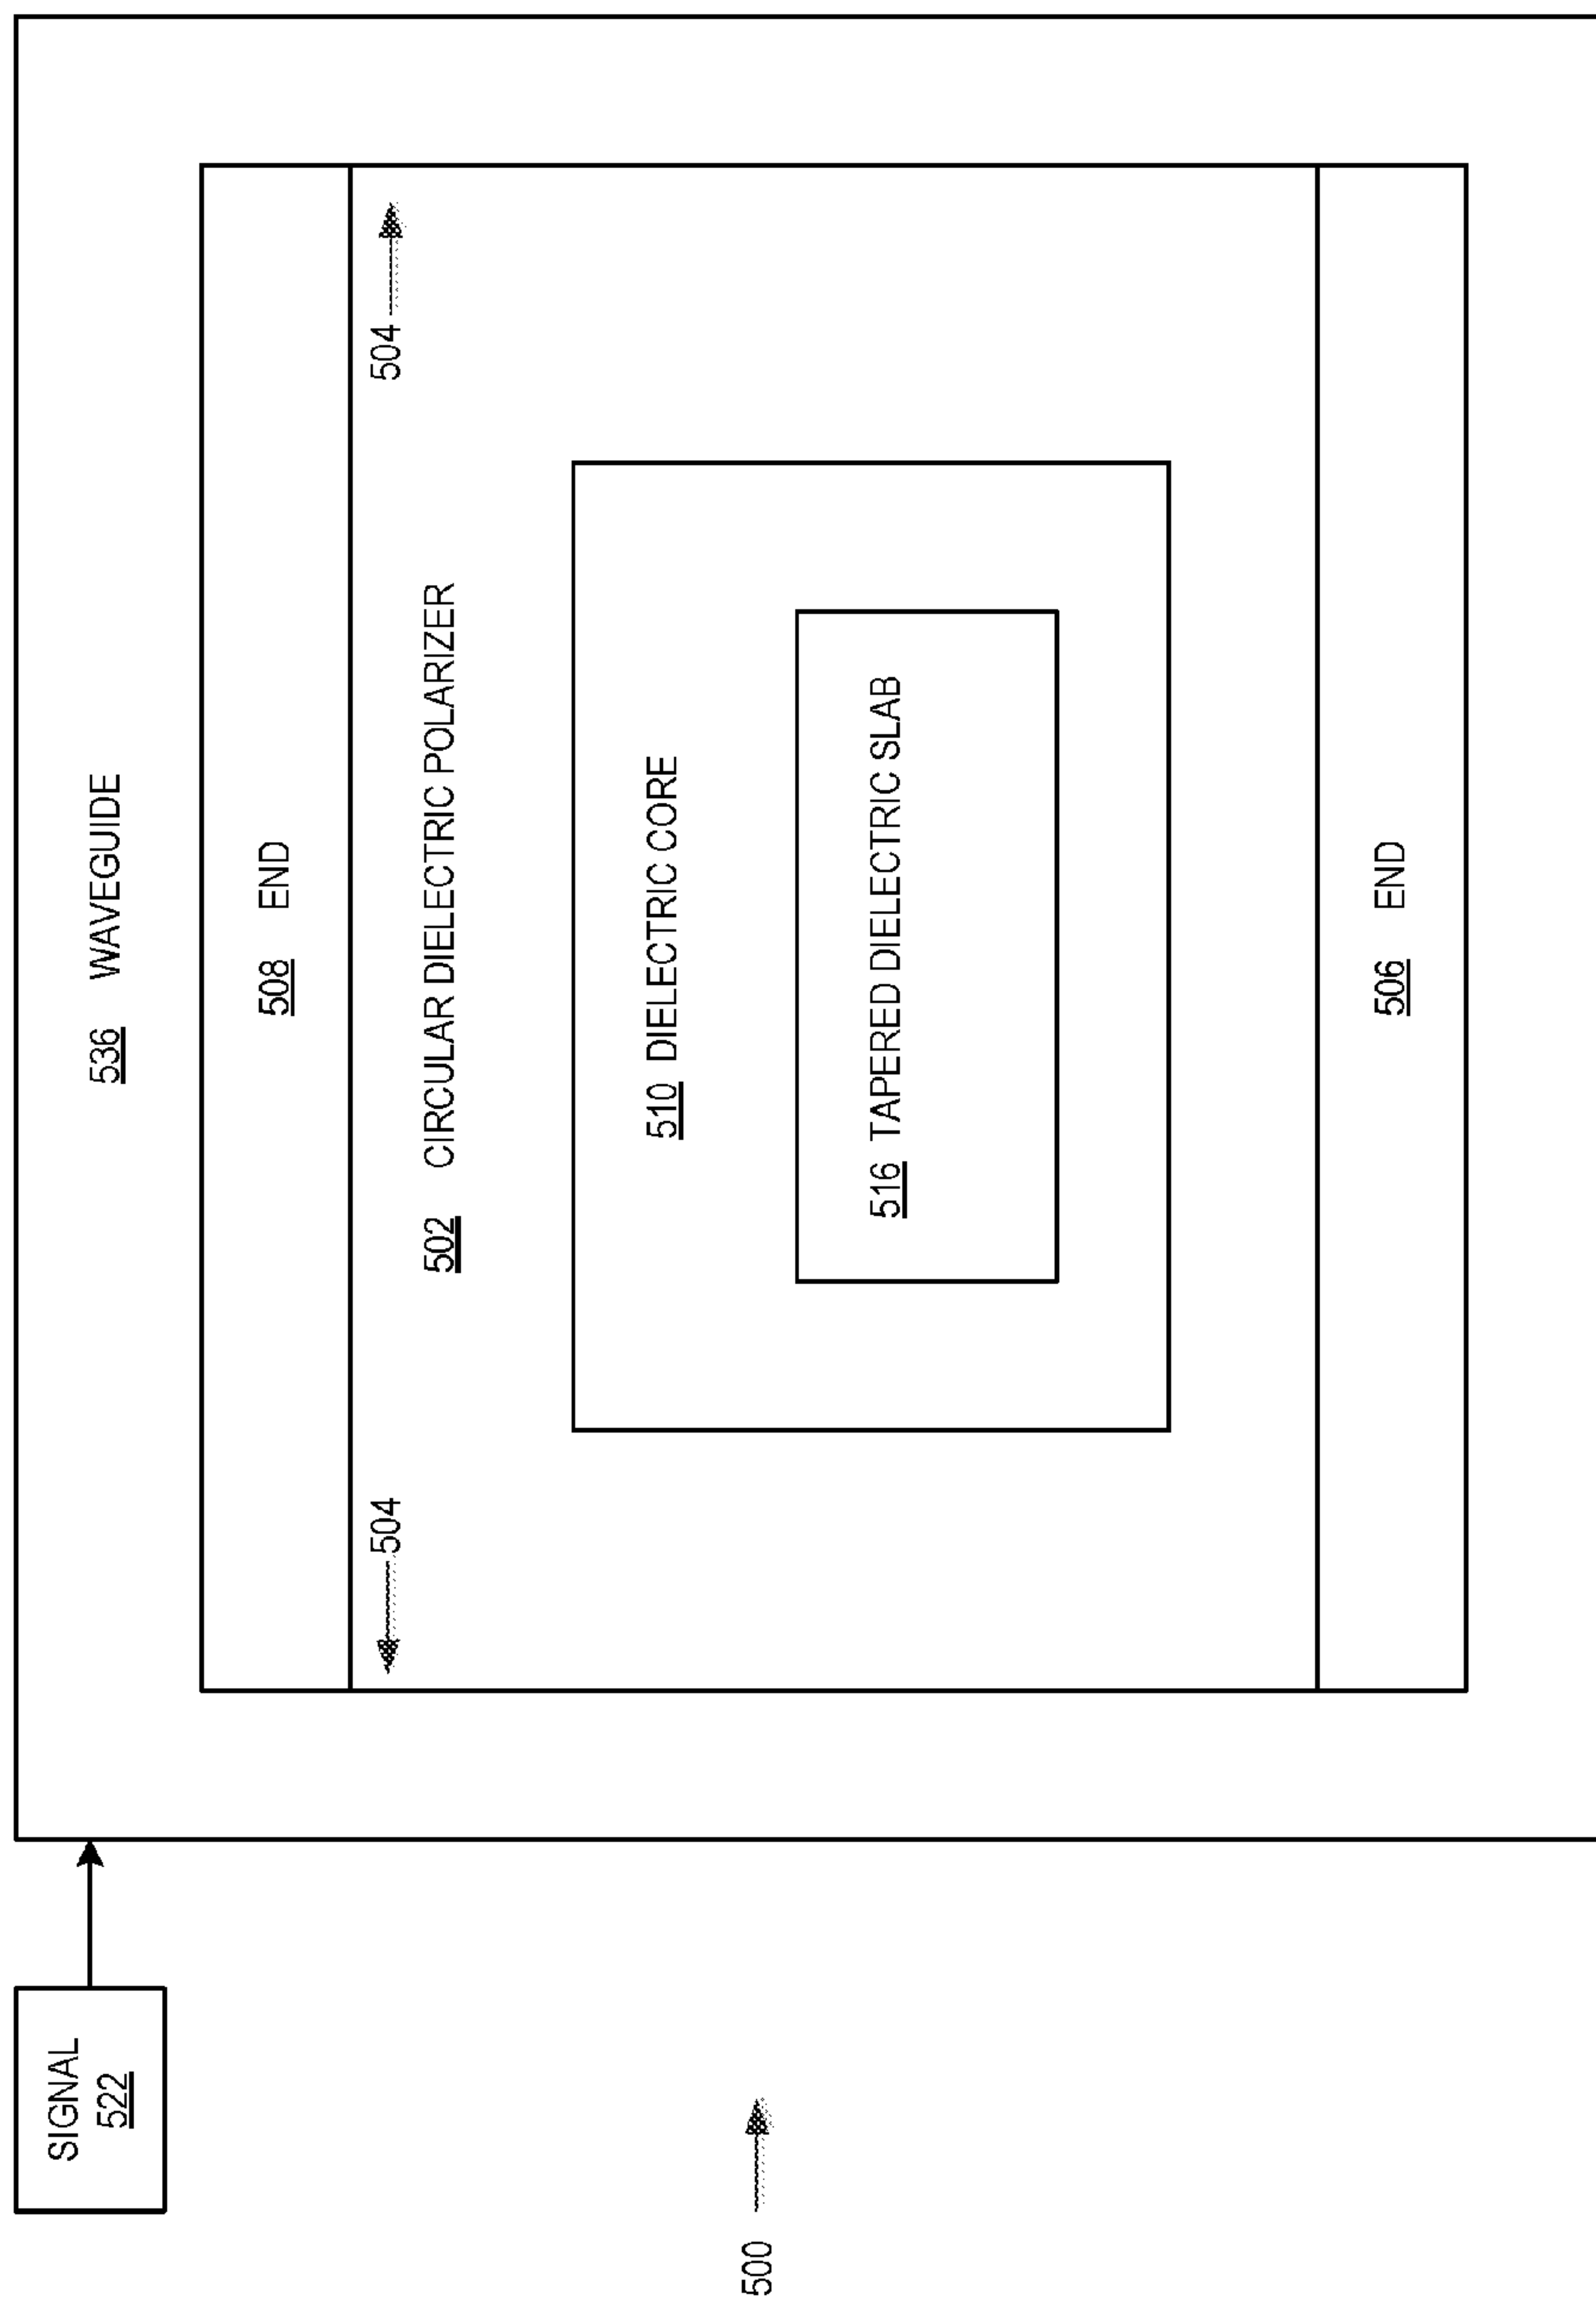 SIGNAL
522
536 WAVEGUIDE
508 END
504
504
502 CIRCULAR DIELECTRIC POLARIZER
510 DIELECTRIC CORE
500
516 TAPERED DIELECTRIC SLAB
506 END